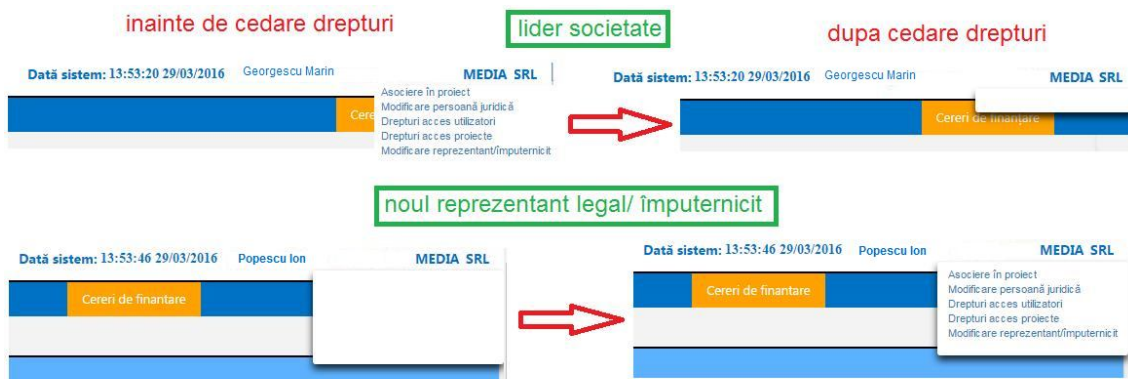 inainte de cedare drepturi
lider societate
dupa cedare drepturi
Dată sistem: 13:53:20 29/03/2016 Georgescu Marin MEDIA SRL
Asociere în proiect
Modificare persoană juridică
Drepturi acces utilizatori
Drepturi acces proiecte
Modificare reprezentant/împuternicit
Cere
Dată sistem: 13:53:20 29/03/2016 Georgescu Marin MEDIA SRL
Cereri de finanțare
noul reprezentant legal/ împuternicit
Dată sistem: 13:53:46 29/03/2016 Popescu Ion MEDIA SRL
Cereri de finantare
Dată sistem: 13:53:46 29/03/2016 Popescu Ion MEDIA SRL
Cereri de finantare
Asociere în proiect
Modificare persoană juridică
Drepturi acces utilizatori
Drepturi acces proiecte
Modificare reprezentant/împuternicit